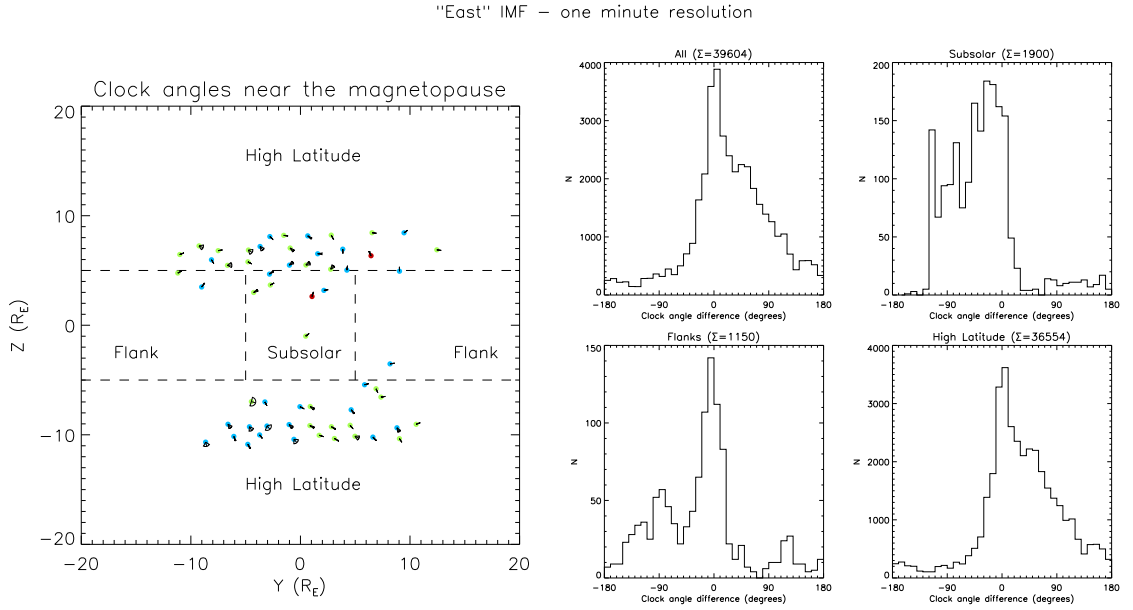 "East" IMF – one minute resolution
Clock angles near the magnetopause
20
10
0
−10
−20
Z (R_E)
High Latitude
Flank
Subsolar
Flank
High Latitude
−20
−10
0
10
20
Y (R_E)
All (Σ=39604)
4000
3000
2000
1000
0
N
−180
−90
0
90
180
Clock angle difference (degrees)
Subsolar (Σ=1900)
200
150
100
50
0
N
−180
−90
0
90
180
Clock angle difference (degrees)
Flanks (Σ=1150)
150
100
50
0
N
−180
−90
0
90
180
Clock angle difference (degrees)
High Latitude (Σ=36554)
4000
3000
2000
1000
0
N
−180
−90
0
90
180
Clock angle difference (degrees)